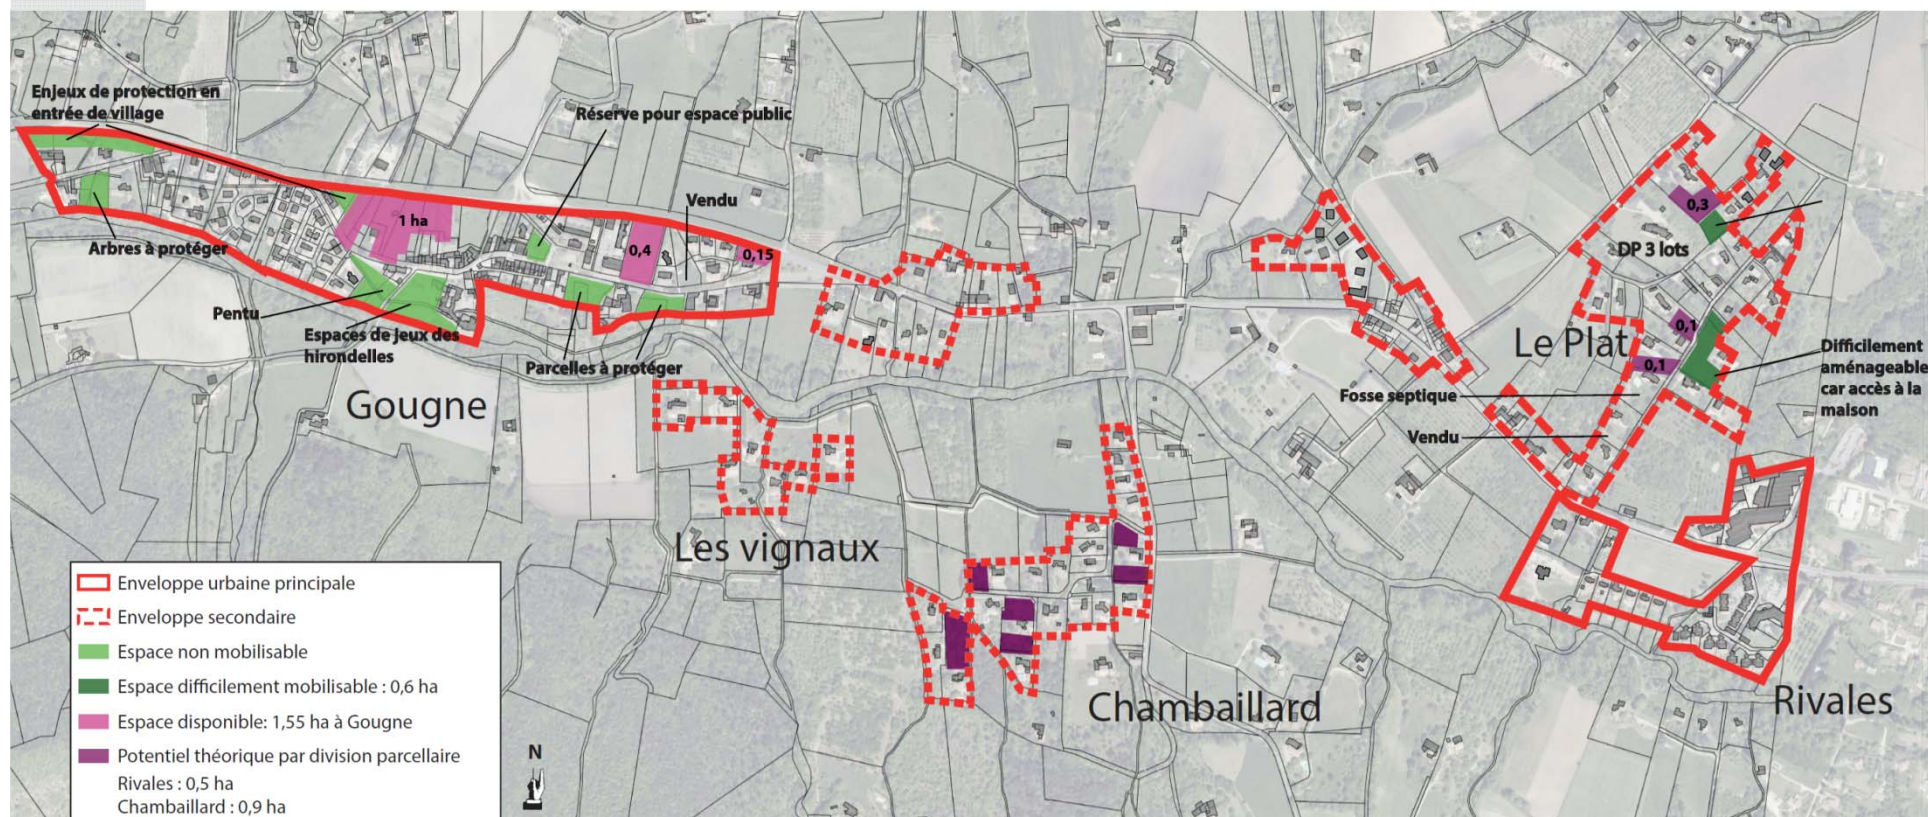 Enjeux de protection en
entrée de village
Réserve pour espace public
Vendu
1 ha
0,4
0,15
Arbres à protéger
Pentu
Espaces de jeux des
hirondelles
Parcelles à protéger
Gougne
Les vignaux
Chambaillard
0,3
DP 3 lots
Le Plat
0,1
0,1
Difficilement
aménageable
car accès à la
maison
Fosse septique
Vendu
Rivales
Enveloppe urbaine principale
Enveloppe secondaire
Espace non mobilisable
Espace difficilement mobilisable : 0,6 ha
Espace disponible: 1,55 ha à Gougne
Potentiel théorique par division parcellaire
Rivales : 0,5 ha
Chambaillard : 0,9 ha
N